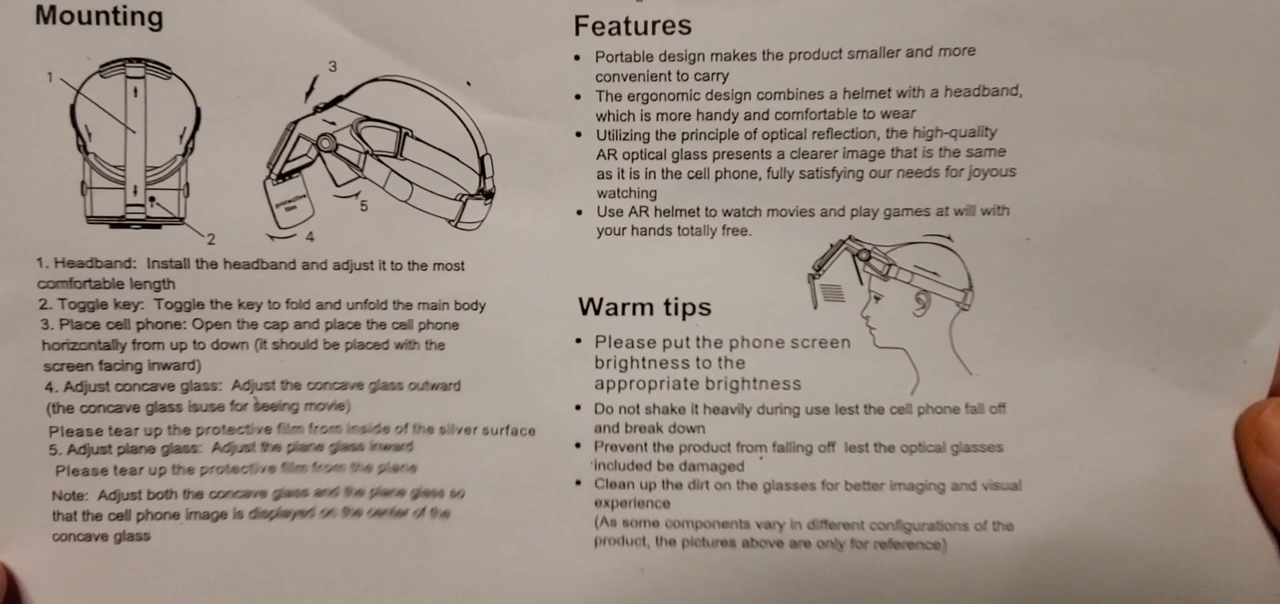 Mounting
1
3
protective
film
5
4
2
1. Headband: Install the headband and adjust it to the most
comfortable length
2. Toggle key: Toggle the key to fold and unfold the main body
3. Place cell phone: Open the cap and place the cell phone
horizontally from up to down (it should be placed with the
screen facing inward)
4. Adjust concave glass: Adjust the concave glass outward
(the concave glass isuse for seeing movie)
Please tear up the protective film from inside of the silver surface
5. Adjust plane glass: Adjust the plane glass inward
Please tear up the protective film from the plane
Note: Adjust both the concave glass and the plane glass so
that the cell phone image is displayed on the center of the
concave glass
Features
• Portable design makes the product smaller and more
convenient to carry
• The ergonomic design combines a helmet with a headband,
which is more handy and comfortable to wear
• Utilizing the principle of optical reflection, the high-quality
AR optical glass presents a clearer image that is the same
as it is in the cell phone, fully satisfying our needs for joyous
watching
• Use AR helmet to watch movies and play games at will with
your hands totally free.
Warm tips
• Please put the phone screen
brightness to the
appropriate brightness
• Do not shake it heavily during use lest the cell phone fall off
and break down
• Prevent the product from falling off lest the optical glasses
included be damaged
• Clean up the dirt on the glasses for better imaging and visual
experience
(As some components vary in different configurations of the
product, the pictures above are only for reference)